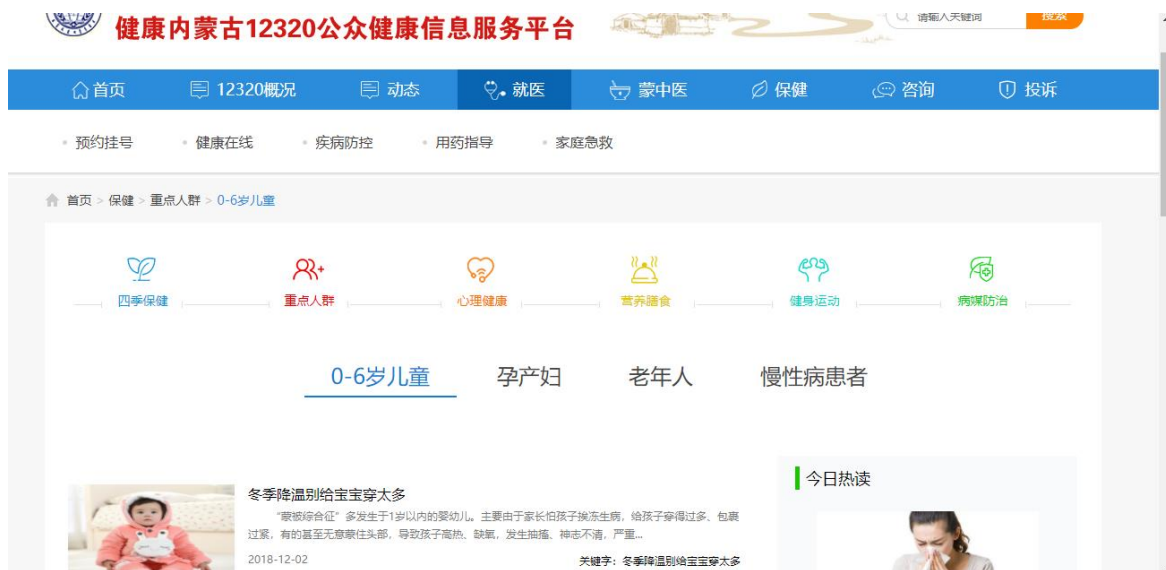 健康内蒙古12320公众健康信息服务平台
请输入关键词 搜索
首页 12320概况 动态 就医 蒙中医 保健 咨询 投诉
预约挂号 健康在线 疾病防控 用药指导 家庭急救
首页 > 保健 > 重点人群 > 0-6岁儿童
四季保健 重点人群 心理健康 营养膳食 健身运动 病媒防治
0-6岁儿童 孕产妇 老年人 慢性病患者
今日热读
冬季降温别给宝宝穿太多
“蒙被综合征”多发生于1岁以内的婴幼儿。主要由于家长怕孩子挨冻生病，给孩子穿得过多、包裹
过紧，有的甚至无意蒙住头部，导致孩子高热、缺氧，发生抽搐、神志不清，严重...
2018-12-02 关键字：冬季降温别给宝宝穿太多